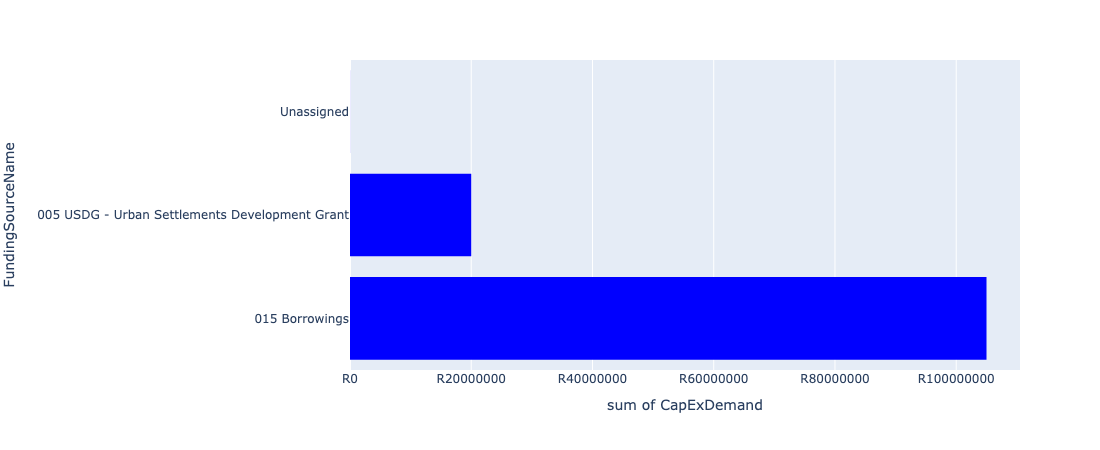 FundingSourceName
Unassigned
005 USDG - Urban Settlements Development Grant
015 Borrowings
R0 R20000000 R40000000 R60000000 R80000000 R100000000
sum of CapExDemand